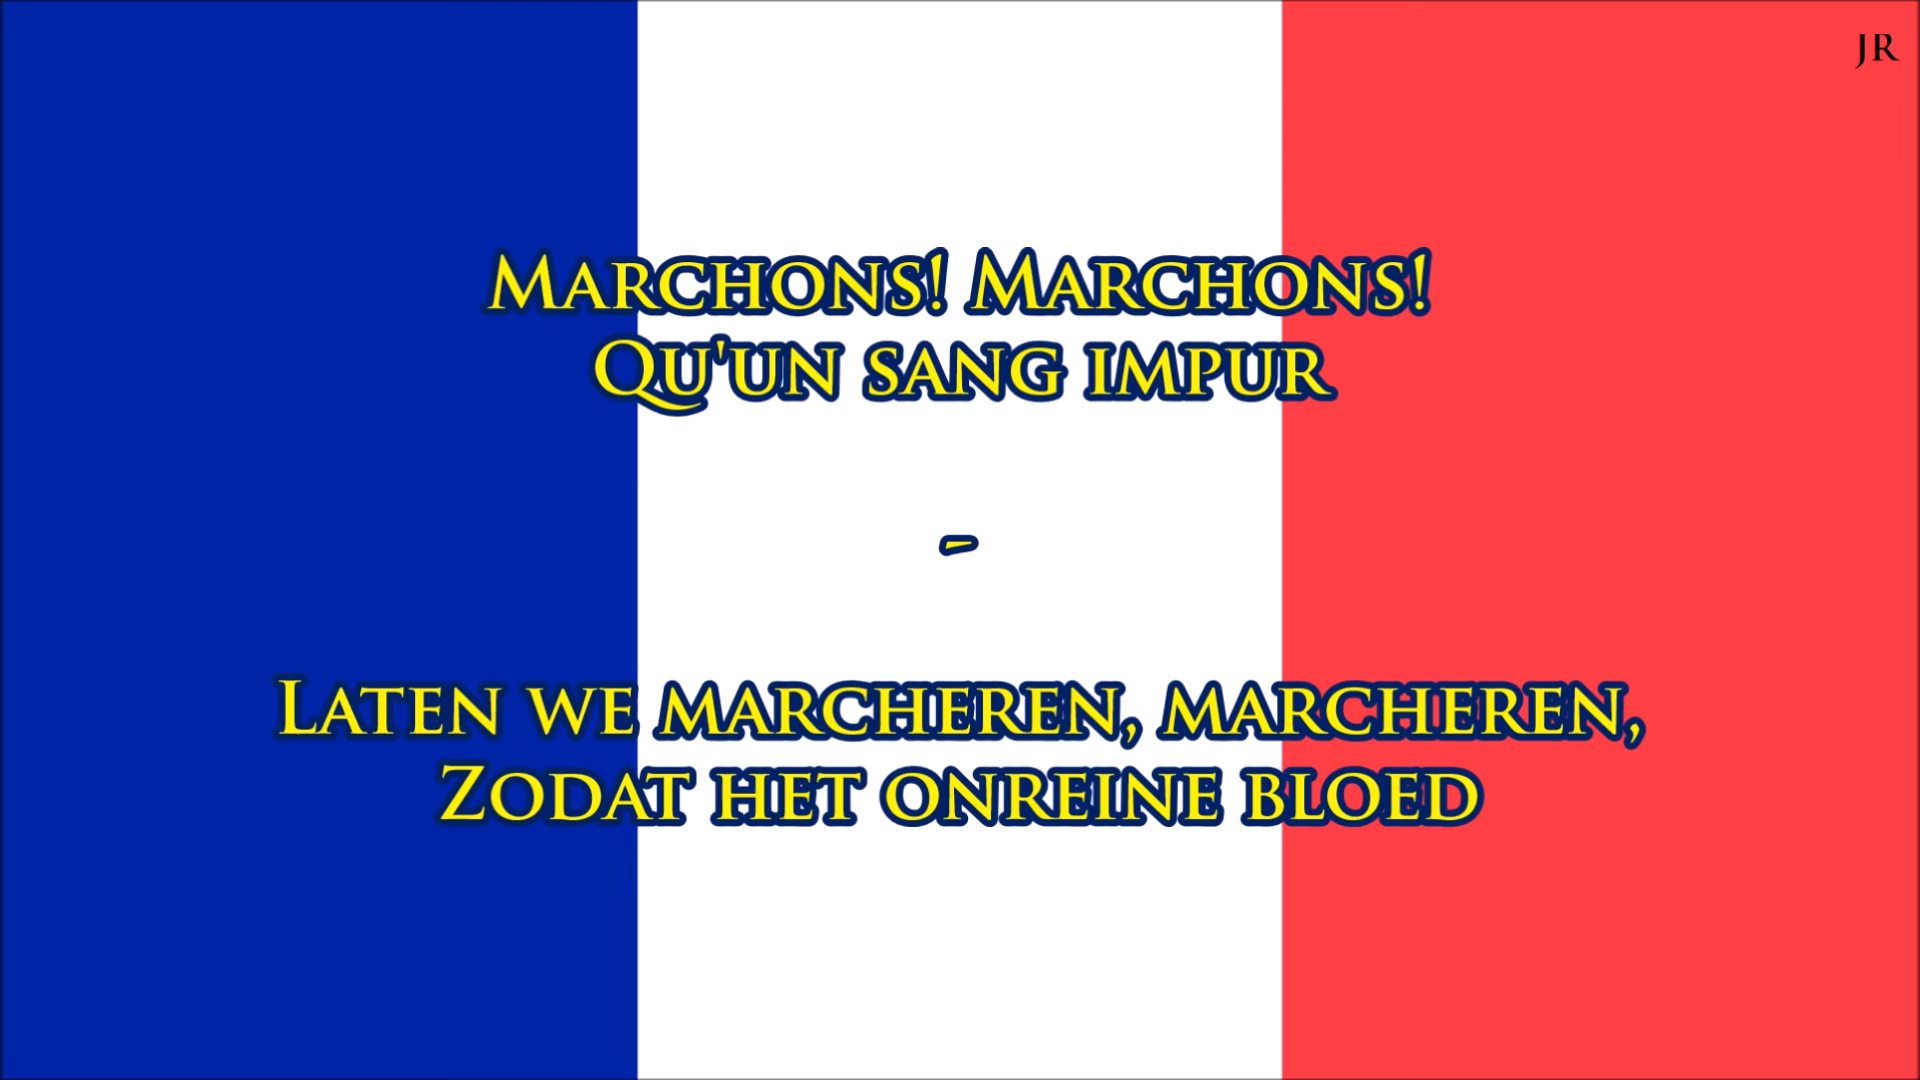 JR
Marchons! Marchons!
Qu'un sang impur
-
Laten we marcheren, marcheren,
Zodat het onreine bloed